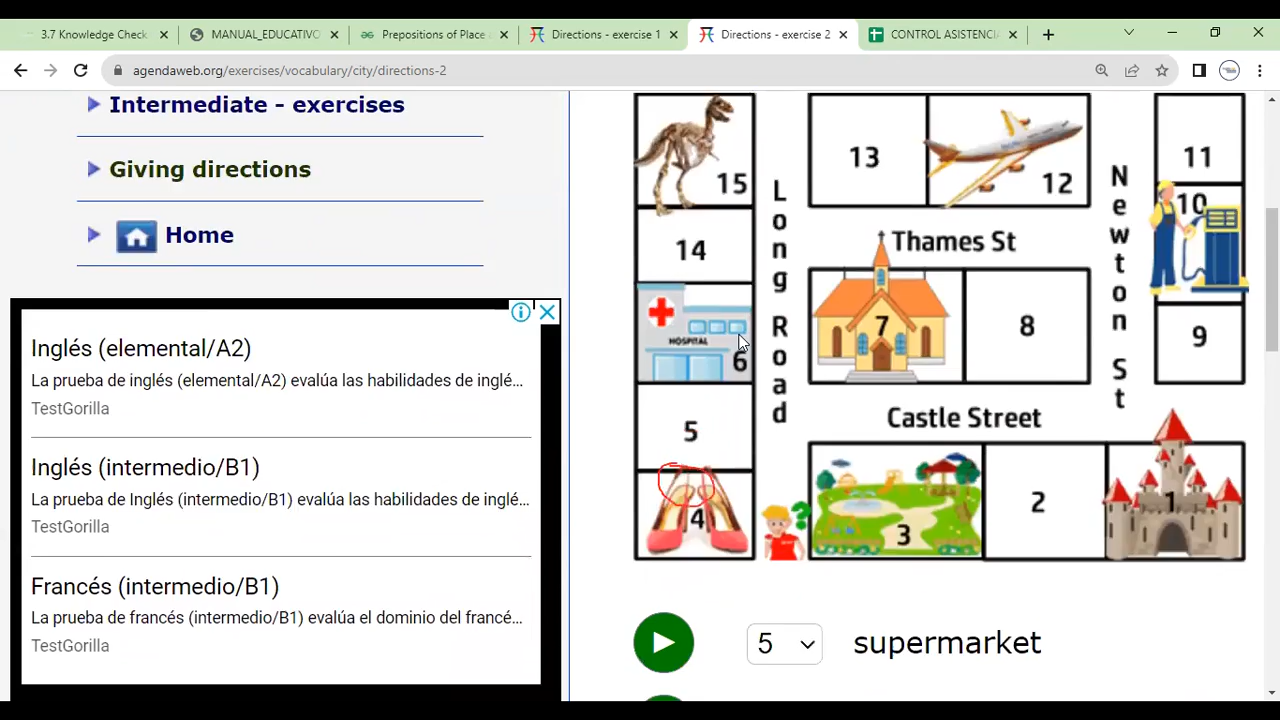 3.7 Knowledge Check
MANUAL_EDUCATIVO
Prepositions of Place
Directions - exercise 1
Directions - exercise 2
CONTROL ASISTENCIA
agendaweb.org/exercises/vocabulary/city/directions-2
Intermediate - exercises
Giving directions
Home
Inglés (elemental/A2)
La prueba de inglés (elemental/A2) evalúa las habilidades de inglé...
TestGorilla
Inglés (intermedio/B1)
La prueba de Inglés (intermedio/B1) evalúa las habilidades de inglé...
TestGorilla
Francés (intermedio/B1)
La prueba de francés (intermedio/B1) evalúa el dominio del francé...
TestGorilla
15
13
12
11
14
Long Road
Thames St
Newton St
10
HOSPITAL
6
7
8
9
5
Castle Street
4
3
2
1
5
supermarket